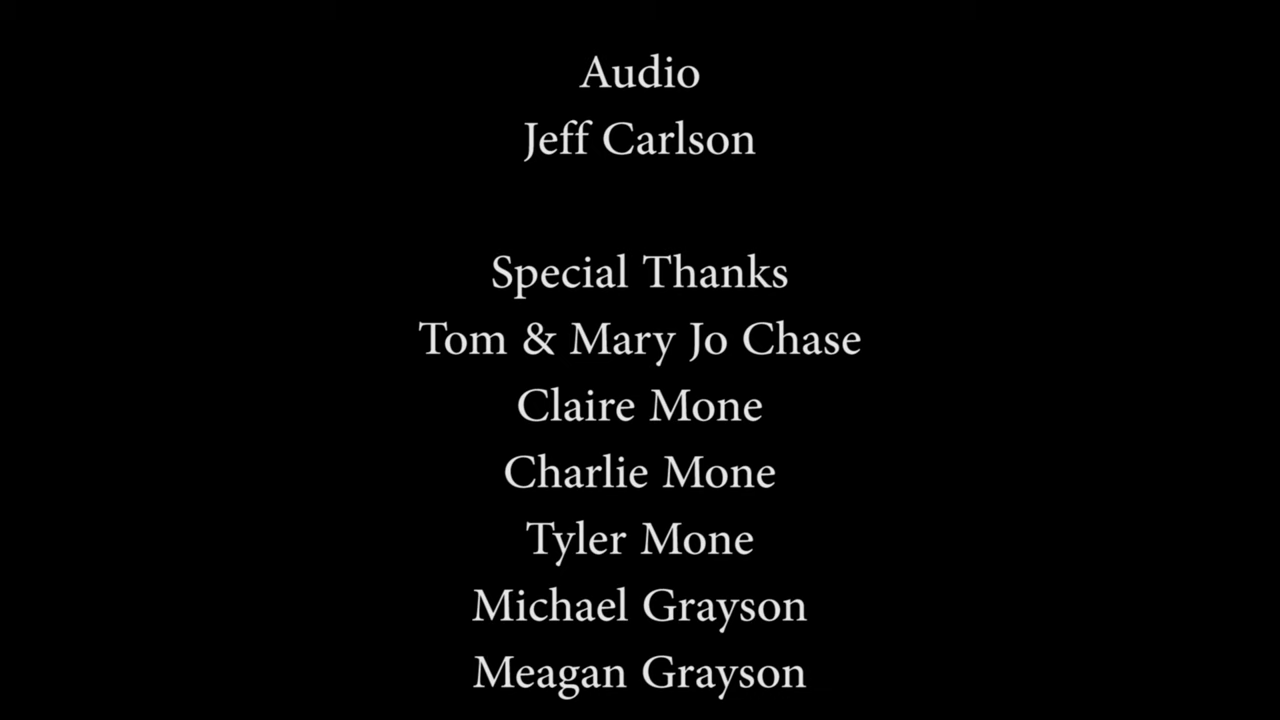 Audio
Jeff Carlson
Special Thanks
Tom & Mary Jo Chase
Claire Mone
Charlie Mone
Tyler Mone
Michael Grayson
Meagan Grayson